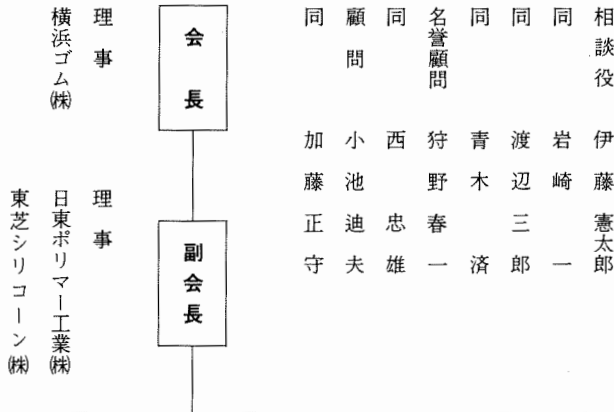 相談役 伊藤憲太郎
同 岩崎一
同 渡辺三郎
同 青木済
名誉顧問 狩野春一
同 西忠雄
顧問 小池迪夫
同 加藤正守
会長
副会長
理事
横浜ゴム㈱
理事
日東ポリマー工業㈱
東芝シリコーン㈱